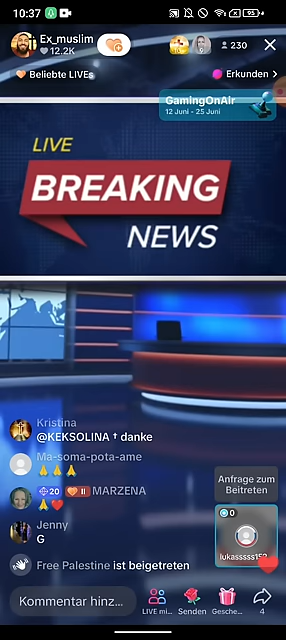 10:37
Ex_muslim
12.2K
230
Beliebte LIVEs
Erkunden >
GamingOnAir
12 Juni - 25 Juni
LIVE
BREAKING
NEWS
Kristina
@KEKSOLINA † danke
Ma-soma-pota-ame
🙏🙏🙏
20 II MARZENA
🙏❤️
Jenny
G
Free Palestine ist beigetreten
Anfrage zum
Beitreten
0
lukasssss152
Kommentar hinz...
LIVE mi...
Senden
Gesche...
4